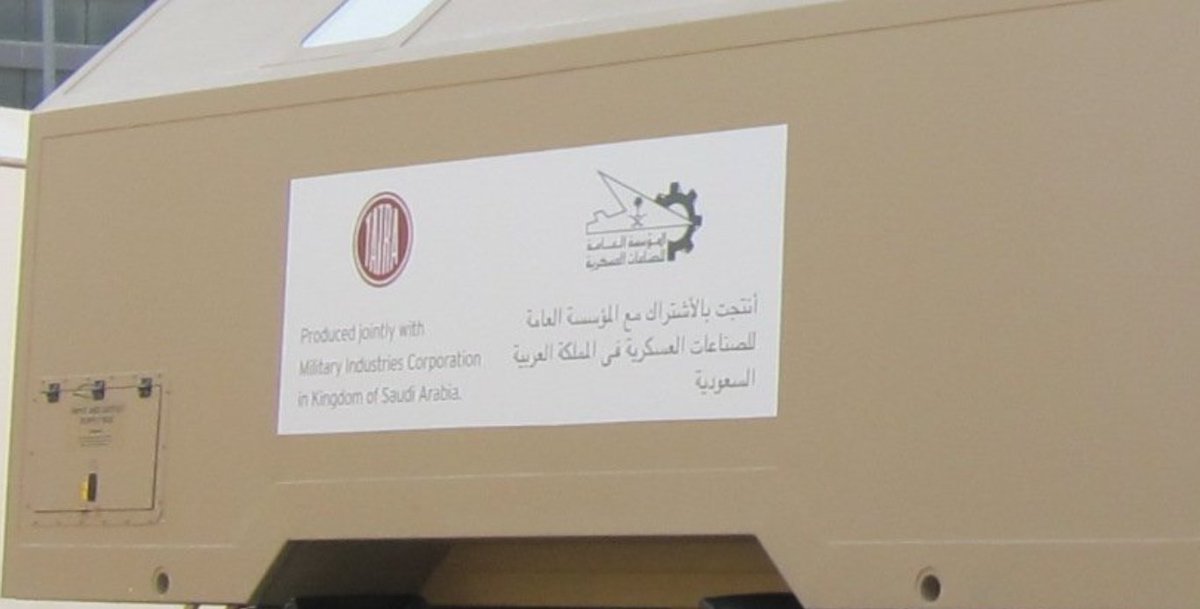 TATRA
المؤسسة العامة
للصناعات العسكرية
Produced jointly with
Military Industries Corporation
in Kingdom of Saudi Arabia.
أنتجت بالأشتراك مع المؤسسة العامة
للصناعات العسكرية في المملكة العربية
السعودية